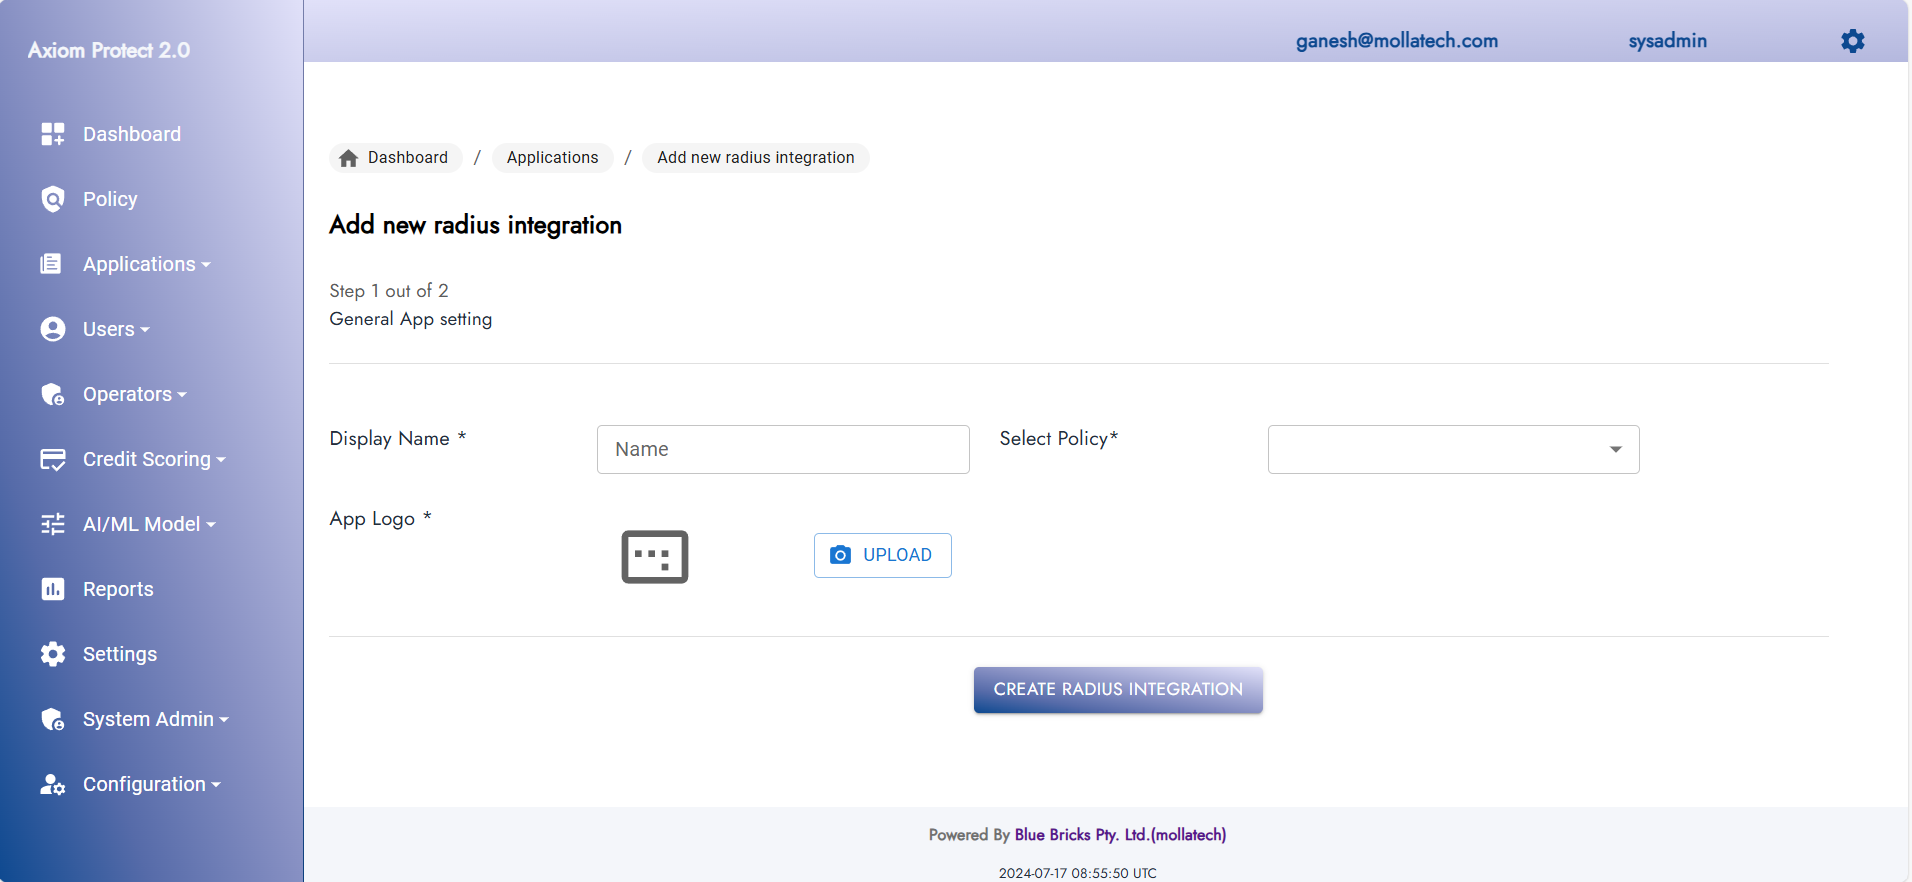 Axiom Protect 2.0
ganesh@mollatech.com
sysadmin
Dashboard
Policy
Applications
Users
Operators
Credit Scoring
AI/ML Model
Reports
Settings
System Admin
Configuration
Dashboard / Applications / Add new radius integration
Add new radius integration
Step 1 out of 2
General App setting
Display Name *
Name
Select Policy*
App Logo *
UPLOAD
CREATE RADIUS INTEGRATION
Powered By Blue Bricks Pty. Ltd.(mollatech)
2024-07-17 08:55:50 UTC